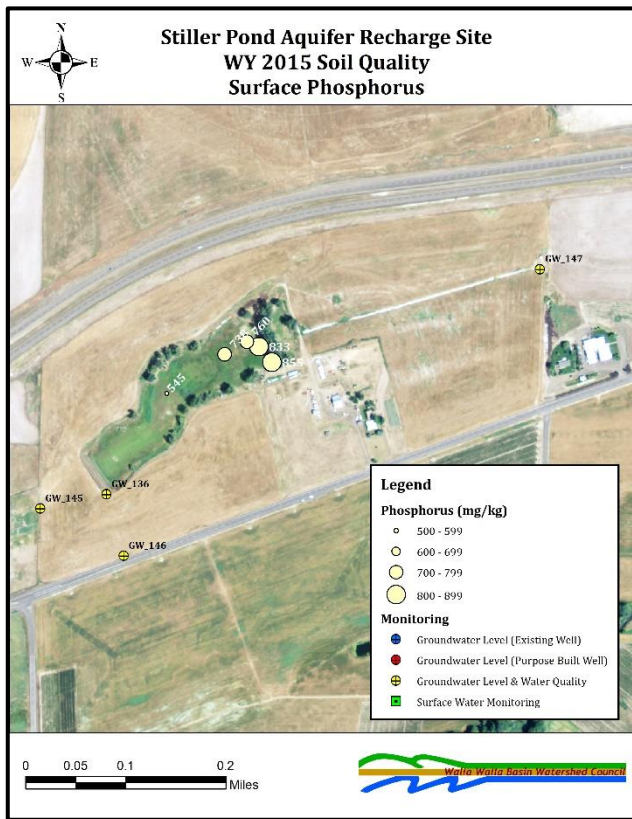 N
W E
S
Stiller Pond Aquifer Recharge Site
WY 2015 Soil Quality
Surface Phosphorus
GW_147
760
833
855
545
GW_136
GW_145
GW_146
Legend
Phosphorus (mg/kg)
500 - 599
600 - 699
700 - 799
800 - 899
Monitoring
Groundwater Level (Existing Well)
Groundwater Level (Purpose Built Well)
Groundwater Level & Water Quality
Surface Water Monitoring
0 0.05 0.1 0.2
Miles
Walla Walla Basin Watershed Council